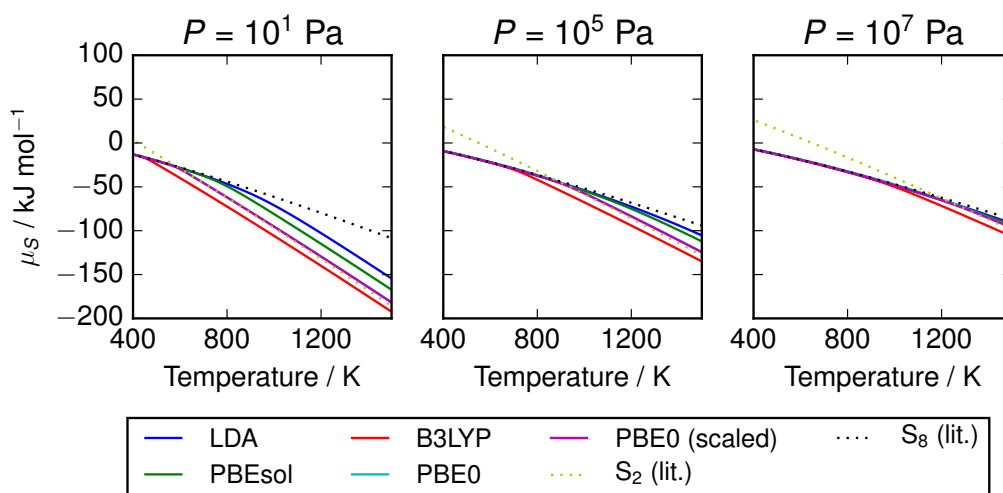 P = 10¹ Pa P = 10⁵ Pa P = 10⁷ Pa
100
50
0
−50
−100
−150
−200
μS / kJ mol⁻¹
400 800 1200 400 800 1200 400 800 1200
Temperature / K Temperature / K Temperature / K
LDA B3LYP PBE0 (scaled) S₈ (lit.)
PBEsol PBE0 S₂ (lit.)